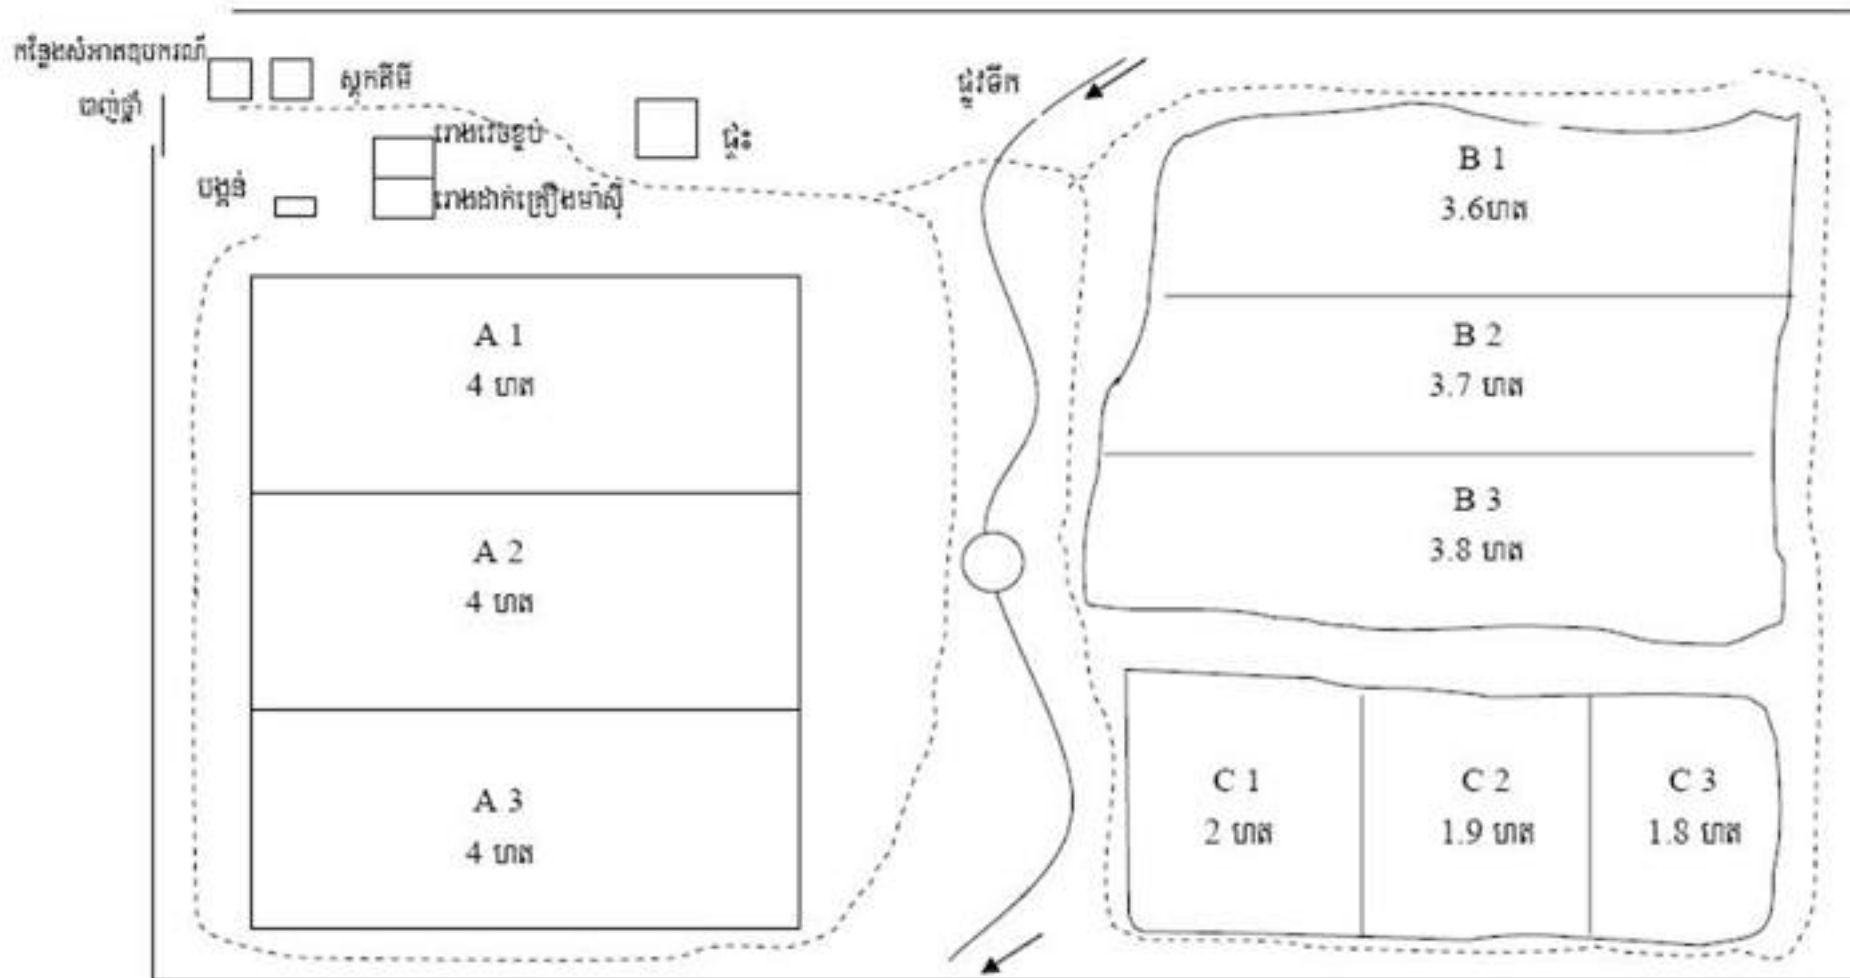 កន្លែងសំអាតឧបករណ៍
ស្តុកគីមី
បាញ់ថ្នាំ
រោងវេចខ្ចប់
ផ្ទះ
ផ្លូវទឹក
បង្គន់
រោងដាក់គ្រឿងម៉ាស៊ី
A 1
4 ហត
A 2
4 ហត
A 3
4 ហត
B 1
3.6ហត
B 2
3.7 ហត
B 3
3.8 ហត
C 1
2 ហត
C 2
1.9 ហត
C 3
1.8 ហត